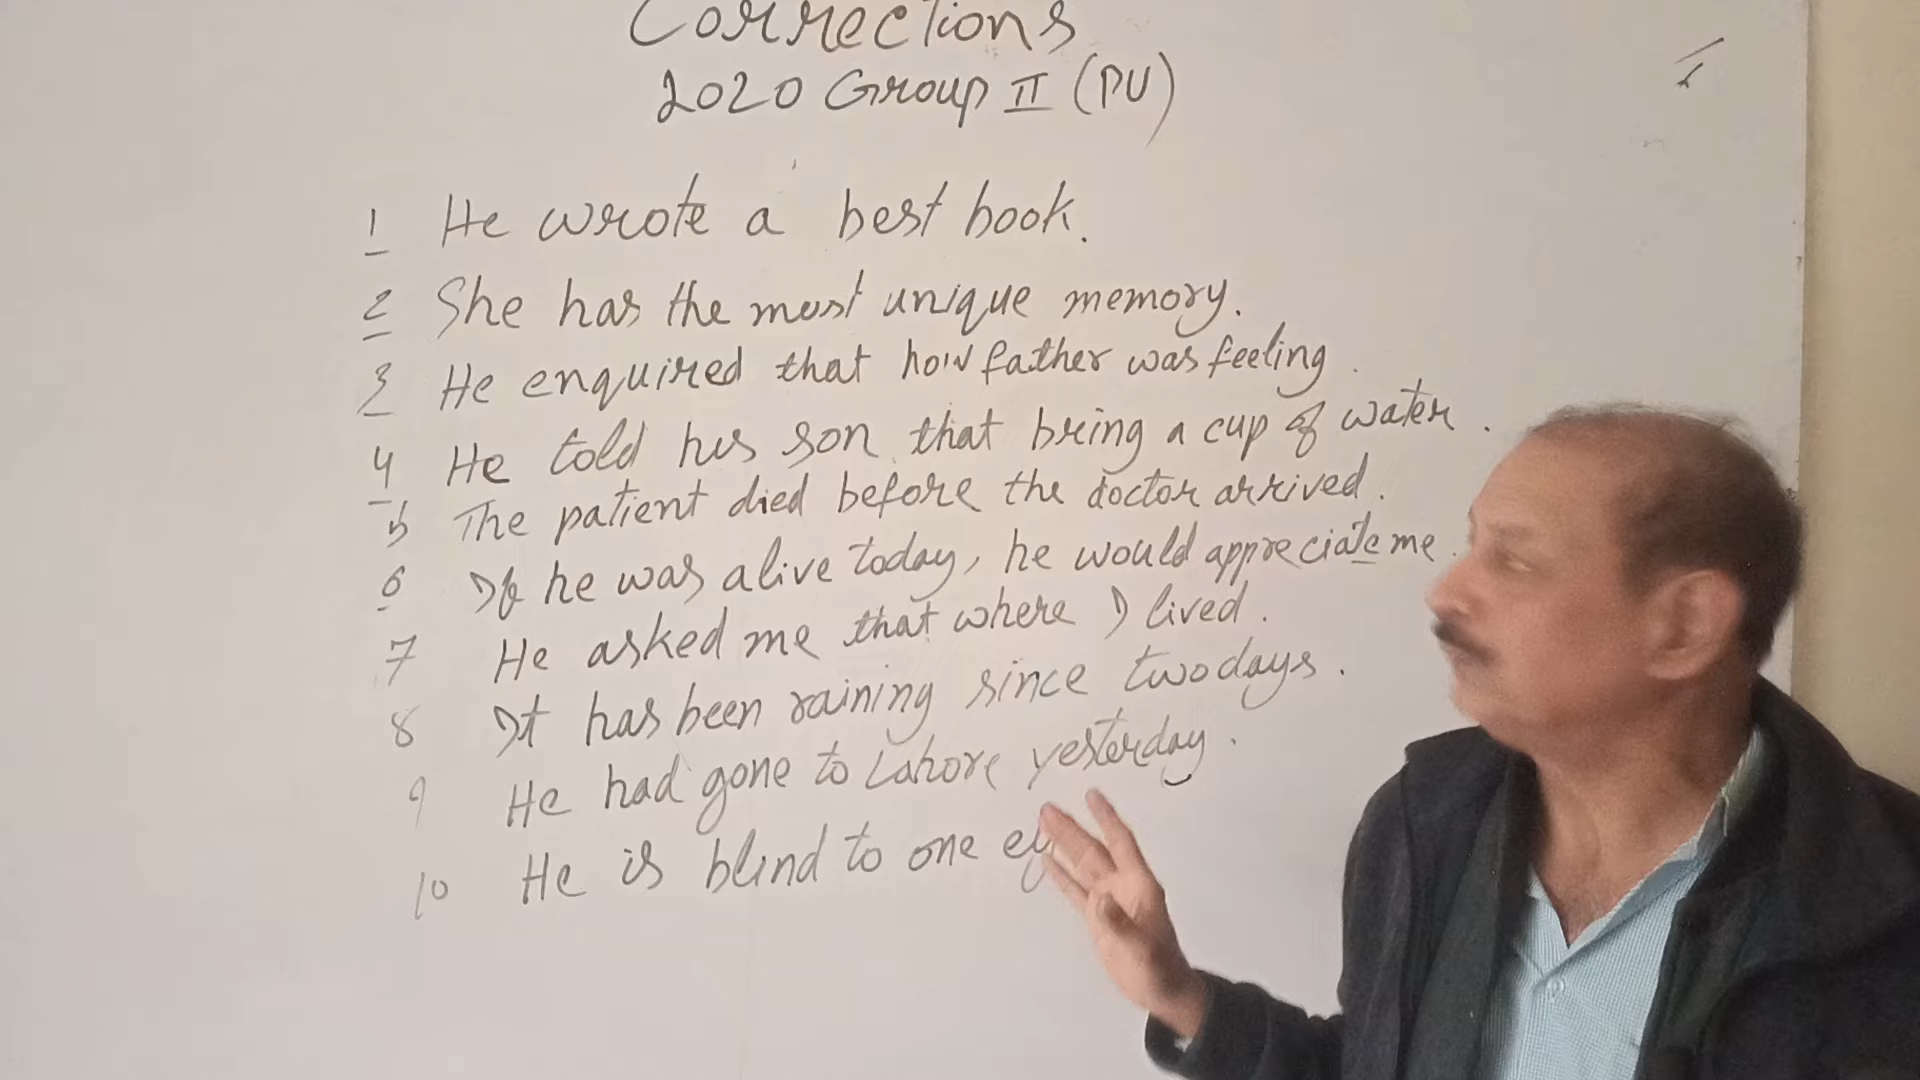 Corrections
2020 Group II (PU)
1 He wrote a best book.
2 She has the most unique memory.
3 He enquired that how father was feeling.
4 He told his son that bring a cup of water.
5 The patient died before the doctor arrived.
6 If he was alive today, he would appreciate me.
7 He asked me that where I lived.
8 It has been raining since two days.
9 He had gone to Lahore yesterday.
10 He is blind to one